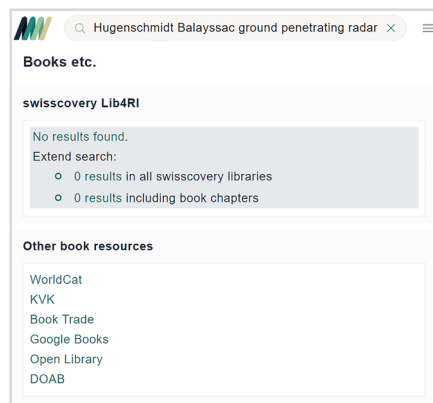 Hugenschmidt Balayssac ground penetrating radar
Books etc.
swisscovery Lib4RI
No results found.
Extend search:
0 results in all swisscovery libraries
0 results including book chapters
Other book resources
WorldCat
KVK
Book Trade
Google Books
Open Library
DOAB